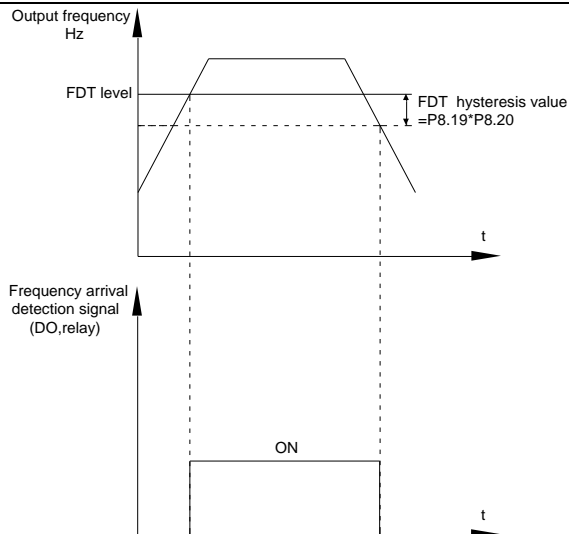 Output frequency
Hz
FDT level
FDT hysteresis value
=P8.19*P8.20
t
Frequency arrival
detection signal
(DO,relay)
ON
t